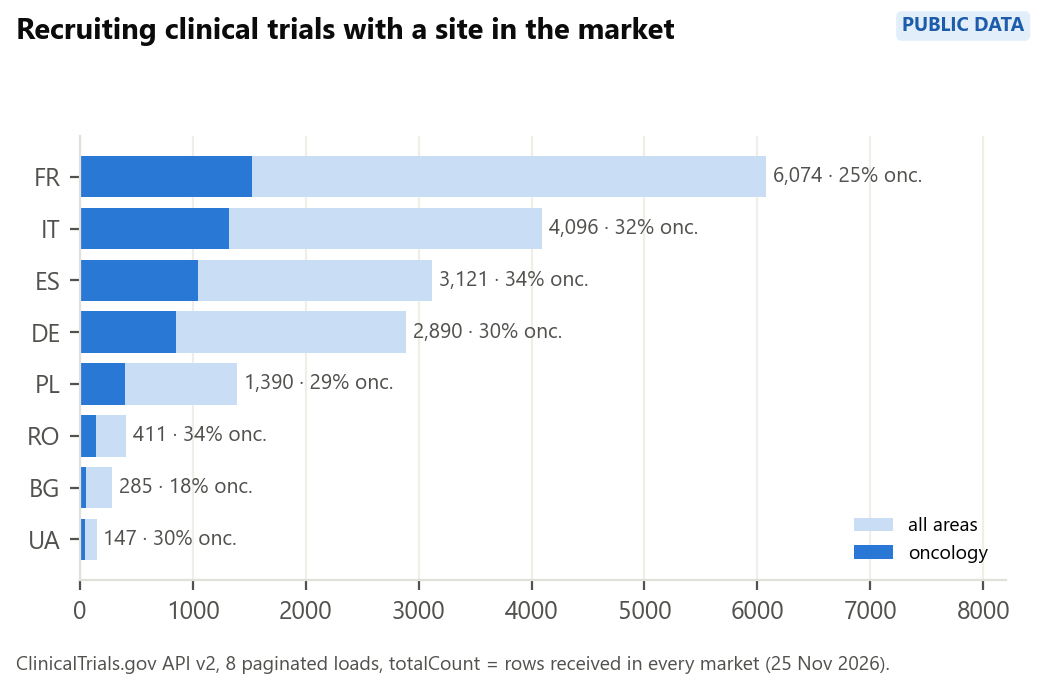 Recruiting clinical trials with a site in the market
PUBLIC DATA
FR
6,074 · 25% onc.
IT
4,096 · 32% onc.
ES
3,121 · 34% onc.
DE
2,890 · 30% onc.
PL
1,390 · 29% onc.
RO
411 · 34% onc.
BG
285 · 18% onc.
UA
147 · 30% onc.
all areas
oncology
0 1000 2000 3000 4000 5000 6000 7000 8000
ClinicalTrials.gov API v2, 8 paginated loads, totalCount = rows received in every market (25 Nov 2026).